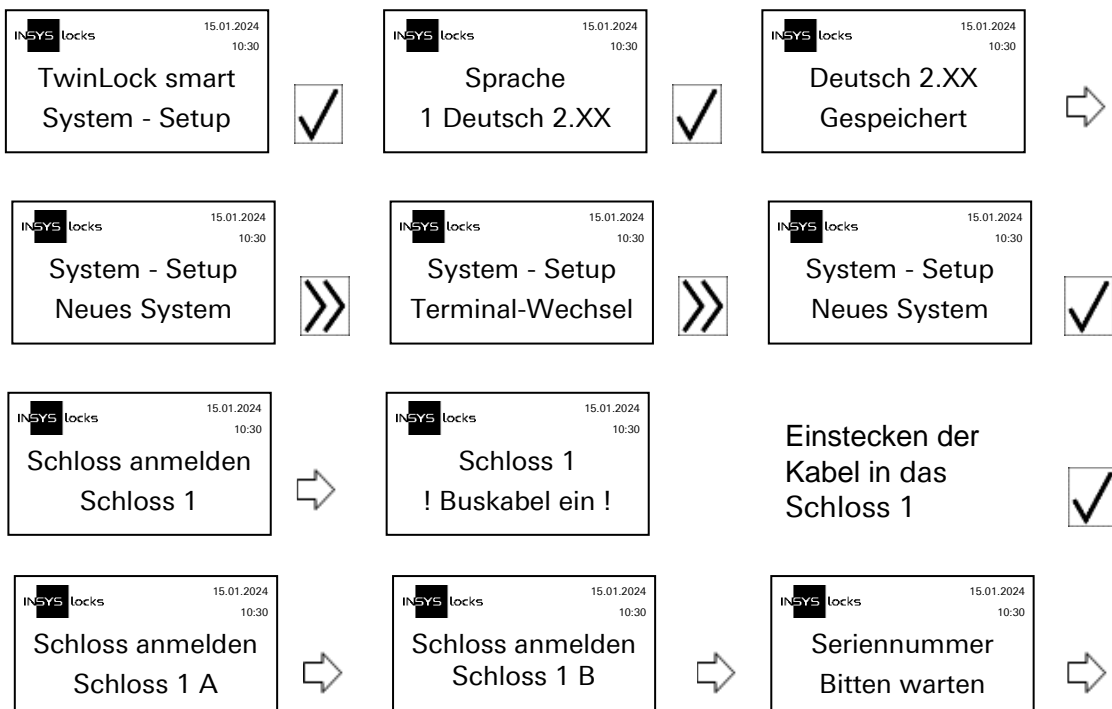 INSYS locks 15.01.2024
10:30
TwinLock smart
System - Setup
INSYS locks 15.01.2024
10:30
Sprache
1 Deutsch 2.XX
INSYS locks 15.01.2024
10:30
Deutsch 2.XX
Gespeichert
INSYS locks 15.01.2024
10:30
System - Setup
Neues System
INSYS locks 15.01.2024
10:30
System - Setup
Terminal-Wechsel
INSYS locks 15.01.2024
10:30
System - Setup
Neues System
INSYS locks 15.01.2024
10:30
Schloss anmelden
Schloss 1
INSYS locks 15.01.2024
10:30
Schloss 1
! Buskabel ein !
Einstecken der
Kabel in das
Schloss 1
INSYS locks 15.01.2024
10:30
Schloss anmelden
Schloss 1 A
INSYS locks 15.01.2024
10:30
Schloss anmelden
Schloss 1 B
INSYS locks 15.01.2024
10:30
Seriennummer
Bitten warten